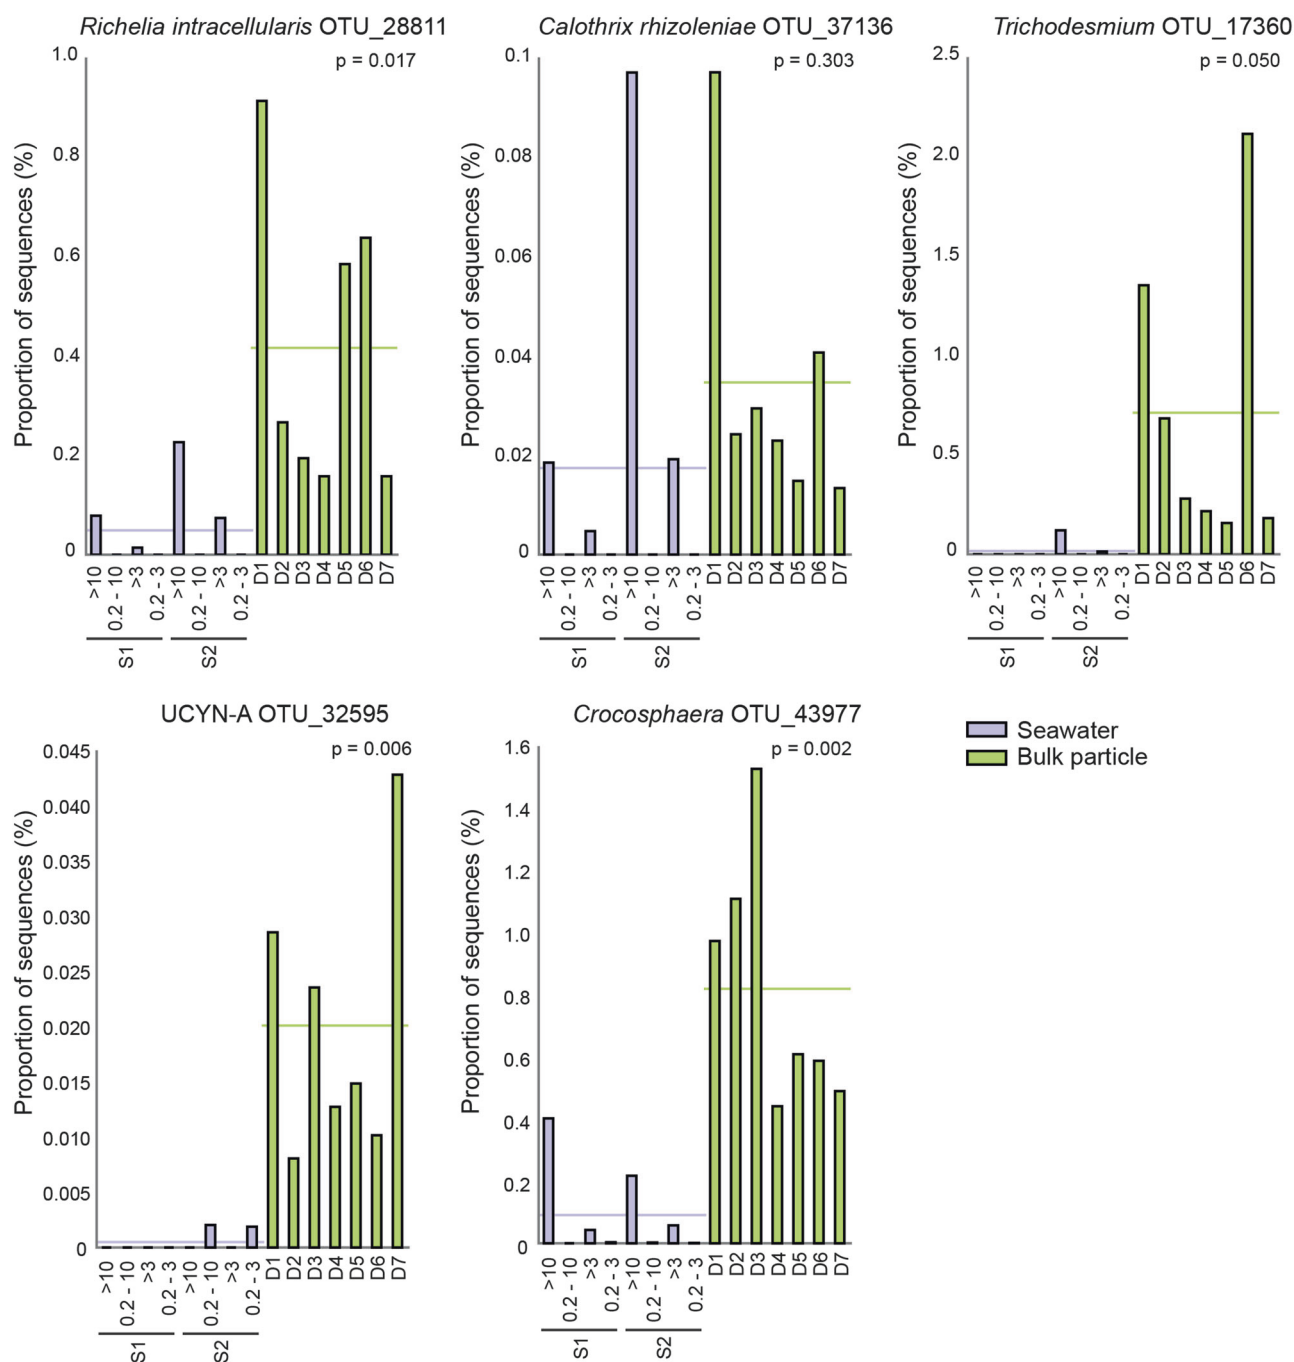 Richelia intracellularis OTU_28811
p = 0.017
Proportion of sequences (%)
1.0
0.8
0.6
0.4
0.2
0
>10
0.2 - 10
>3
0.2 - 3
>10
0.2 - 10
>3
0.2 - 3
D1
D2
D3
D4
D5
D6
D7
S1
S2
Calothrix rhizoleniae OTU_37136
p = 0.303
Proportion of sequences (%)
0.1
0.08
0.06
0.04
0.02
0
>10
0.2 - 10
>3
0.2 - 3
>10
0.2 - 10
>3
0.2 - 3
D1
D2
D3
D4
D5
D6
D7
S1
S2
Trichodesmium OTU_17360
p = 0.050
Proportion of sequences (%)
2.5
2.0
1.5
1.0
0.5
0
>10
0.2 - 10
>3
0.2 - 3
>10
0.2 - 10
>3
0.2 - 3
D1
D2
D3
D4
D5
D6
D7
S1
S2
UCYN-A OTU_32595
p = 0.006
Proportion of sequences (%)
0.045
0.040
0.035
0.030
0.025
0.020
0.015
0.010
0.005
0
>10
0.2 - 10
>3
0.2 - 3
>10
0.2 - 10
>3
0.2 - 3
D1
D2
D3
D4
D5
D6
D7
S1
S2
Crocosphaera OTU_43977
p = 0.002
Proportion of sequences (%)
1.6
1.4
1.2
1.0
0.8
0.6
0.4
0.2
0
>10
0.2 - 10
>3
0.2 - 3
>10
0.2 - 10
>3
0.2 - 3
D1
D2
D3
D4
D5
D6
D7
S1
S2
Seawater
Bulk particle